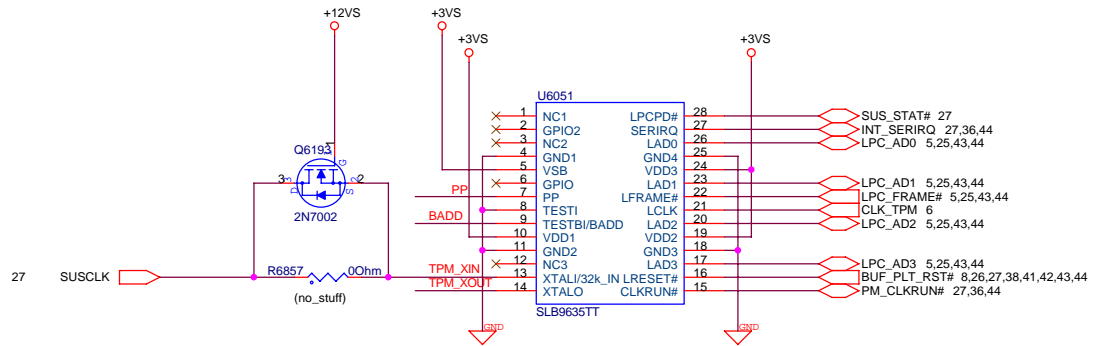 +12VS
+3VS
+3VS
+3VS
U6051
1 NC1 LPCPD# 28 SUS_STAT# 27
2 GPIO2 SERIRQ 27 INT_SERIRQ 27,36,44
3 NC2 LAD0 26 LPC_AD0 5,25,43,44
4 GND1 GND4 25
5 VSB VDD3 24
6 GPIO LAD1 23 LPC_AD1 5,25,43,44
PP 7 PP LFRAME# 22 LPC_FRAME# 5,25,43,44
8 TESTI LCLK 21 CLK_TPM 6
BADD 9 TESTBI/BADD LAD2 20 LPC_AD2 5,25,43,44
10 VDD1 VDD2 19
11 GND2 GND3 18
12 NC3 LAD3 17 LPC_AD3 5,25,43,44
TPM_XIN 13 XTALI/32k_IN LRESET# 16 BUF_PLT_RST# 8,26,27,38,41,42,43,44
TPM_XOUT 14 XTALO CLKRUN# 15 PM_CLKRUN# 27,36,44
SLB9635TT
GND
GND
Q6193
1
G
3 3 D S 2 2
2N7002
27 SUSCLK
R6857 0Ohm
(no_stuff)